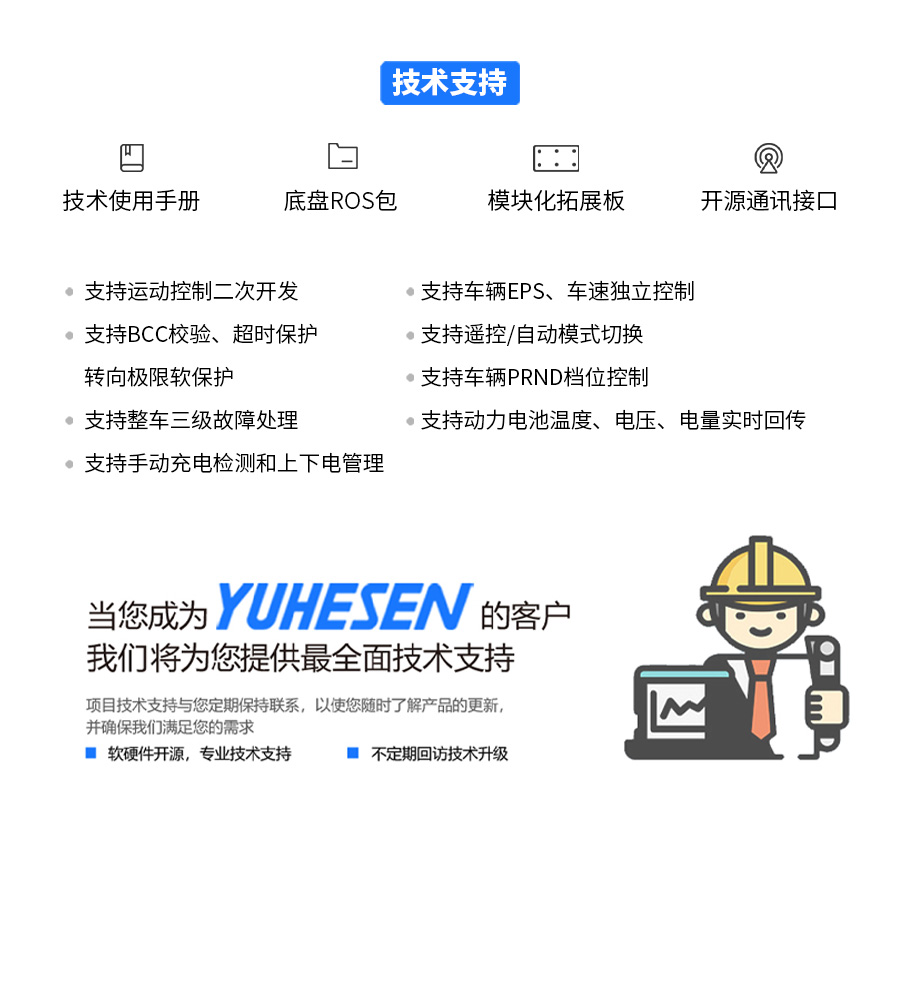 技术支持
技术使用手册
底盘ROS包
模块化拓展板
开源通讯接口
支持运动控制二次开发
支持BCC校验、超时保护
转向极限软保护
支持整车三级故障处理
支持手动充电检测和上下电管理
支持车辆EPS、车速独立控制
支持遥控/自动模式切换
支持车辆PRND档位控制
支持动力电池温度、电压、电量实时回传
当您成为 YUHESEN 的客户
我们将为您提供最全面技术支持
项目技术支持与您定期保持联系，以使您随时了解产品的更新，
并确保我们满足您的需求
软硬件开源，专业技术支持
不定期回访技术升级